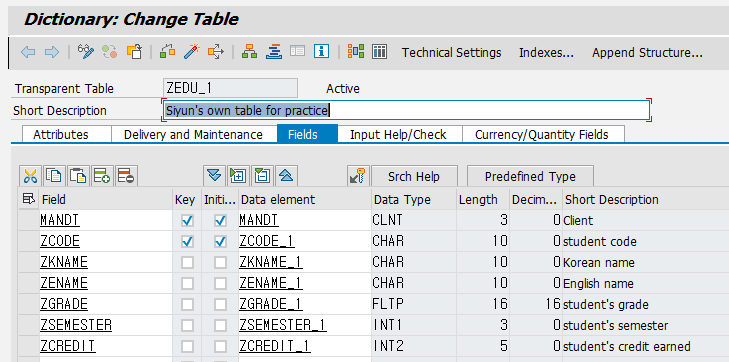 Dictionary: Change Table
Technical Settings Indexes... Append Structure...
Transparent Table ZEDU_1 Active
Short Description Siyun's own table for practice
Attributes Delivery and Maintenance Fields Input Help/Check Currency/Quantity Fields
Srch Help Predefined Type
Field Key Initi... Data element Data Type Length Decim... Short Description
MANDT MANDT CLNT 3 0 Client
ZCODE ZCODE_1 CHAR 10 0 student code
ZKNAME ZKNAME_1 CHAR 10 0 Korean name
ZENAME ZENAME_1 CHAR 10 0 English name
ZGRADE ZGRADE_1 FLTP 16 16 student's grade
ZSEMESTER ZSEMESTER_1 INT1 3 0 student's semester
ZCREDIT ZCREDIT_1 INT2 5 0 student's credit earned